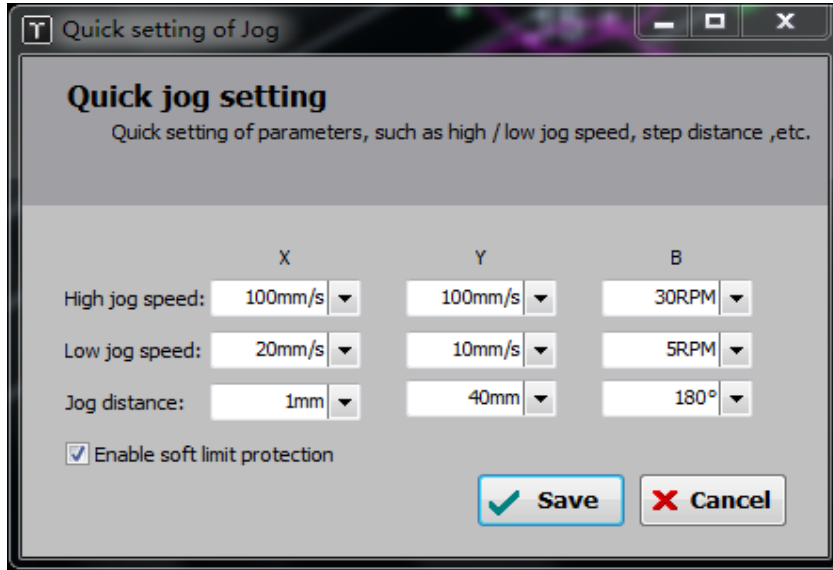 T Quick setting of Jog
Quick jog setting
Quick setting of parameters, such as high / low jog speed, step distance ,etc.
X Y B
High jog speed: 100mm/s 100mm/s 30RPM
Low jog speed: 20mm/s 10mm/s 5RPM
Jog distance: 1mm 40mm 180°
Enable soft limit protection
Save Cancel